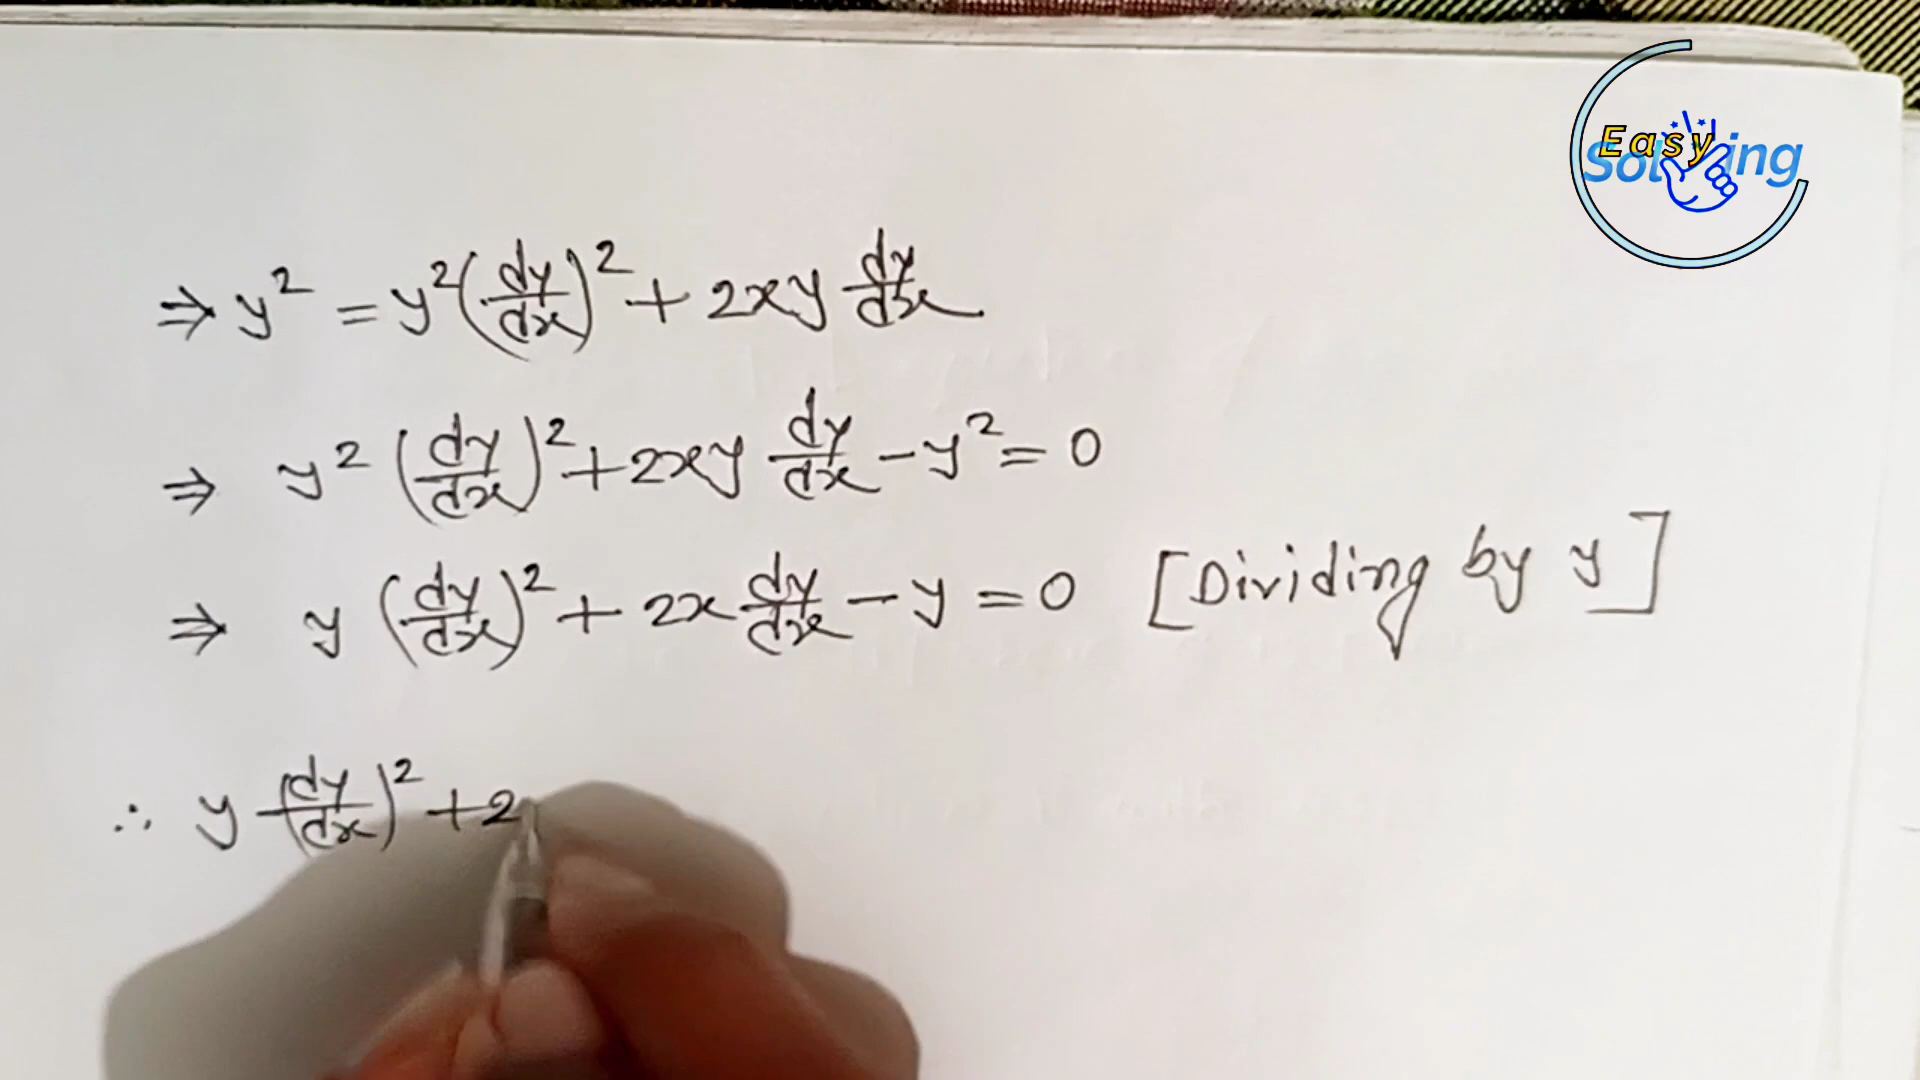 Easy
Solving
⇒ y² = y²(dy/dx)² + 2xy dy/dx
⇒ y² (dy/dx)² + 2xy dy/dx - y² = 0
⇒ y (dy/dx)² + 2x dy/dx - y = 0 [Dividing by y]
∴ y (dy/dx)² + 2